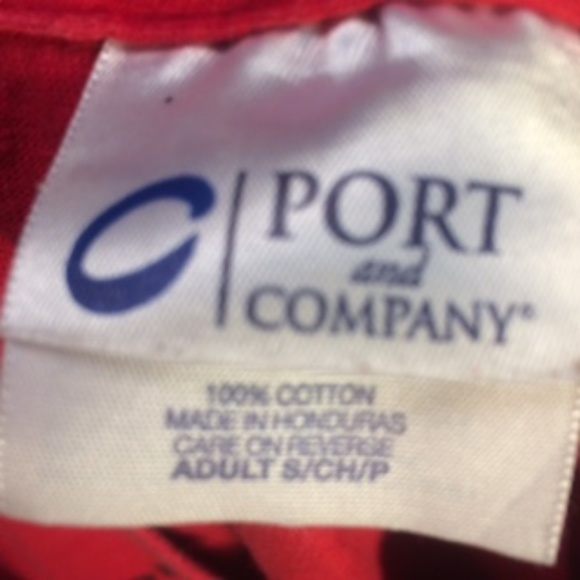 PORT
and
COMPANY®
100% COTTON
MADE IN HONDURAS
CARE ON REVERSE
ADULT S/CH/P